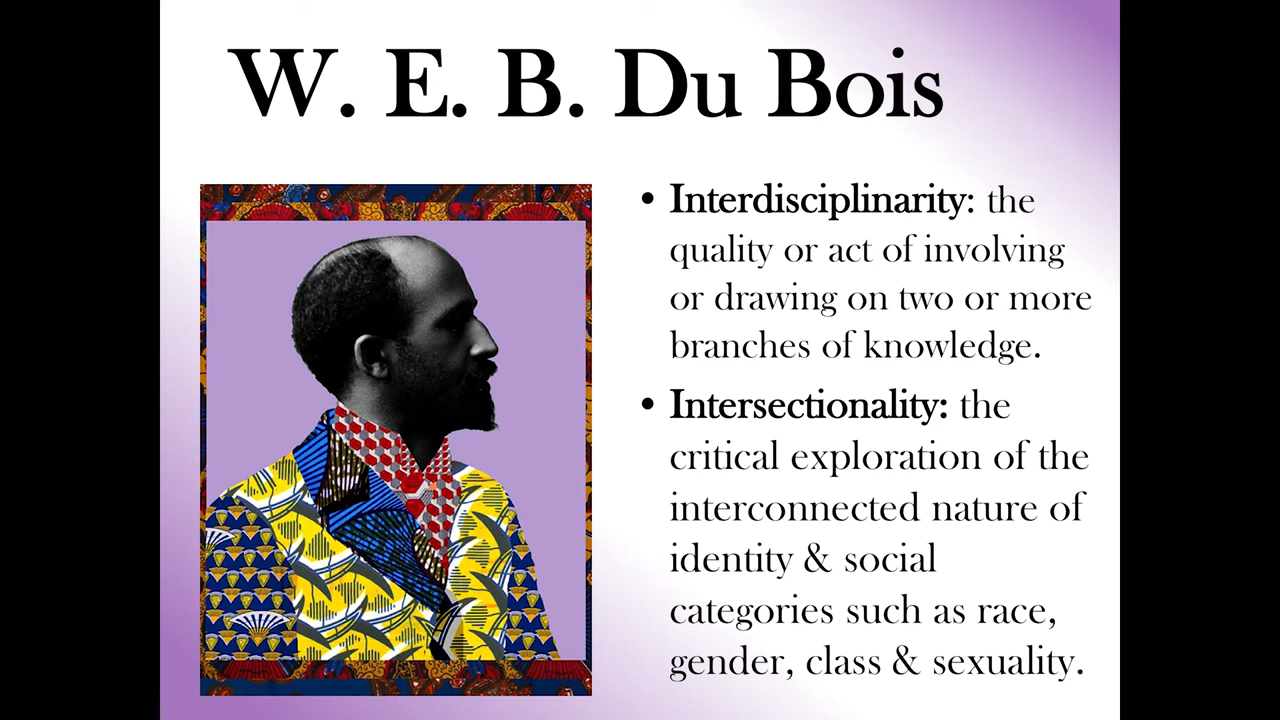 W. E. B. Du Bois
• Interdisciplinarity: the
quality or act of involving
or drawing on two or more
branches of knowledge.
• Intersectionality: the
critical exploration of the
interconnected nature of
identity & social
categories such as race,
gender, class & sexuality.